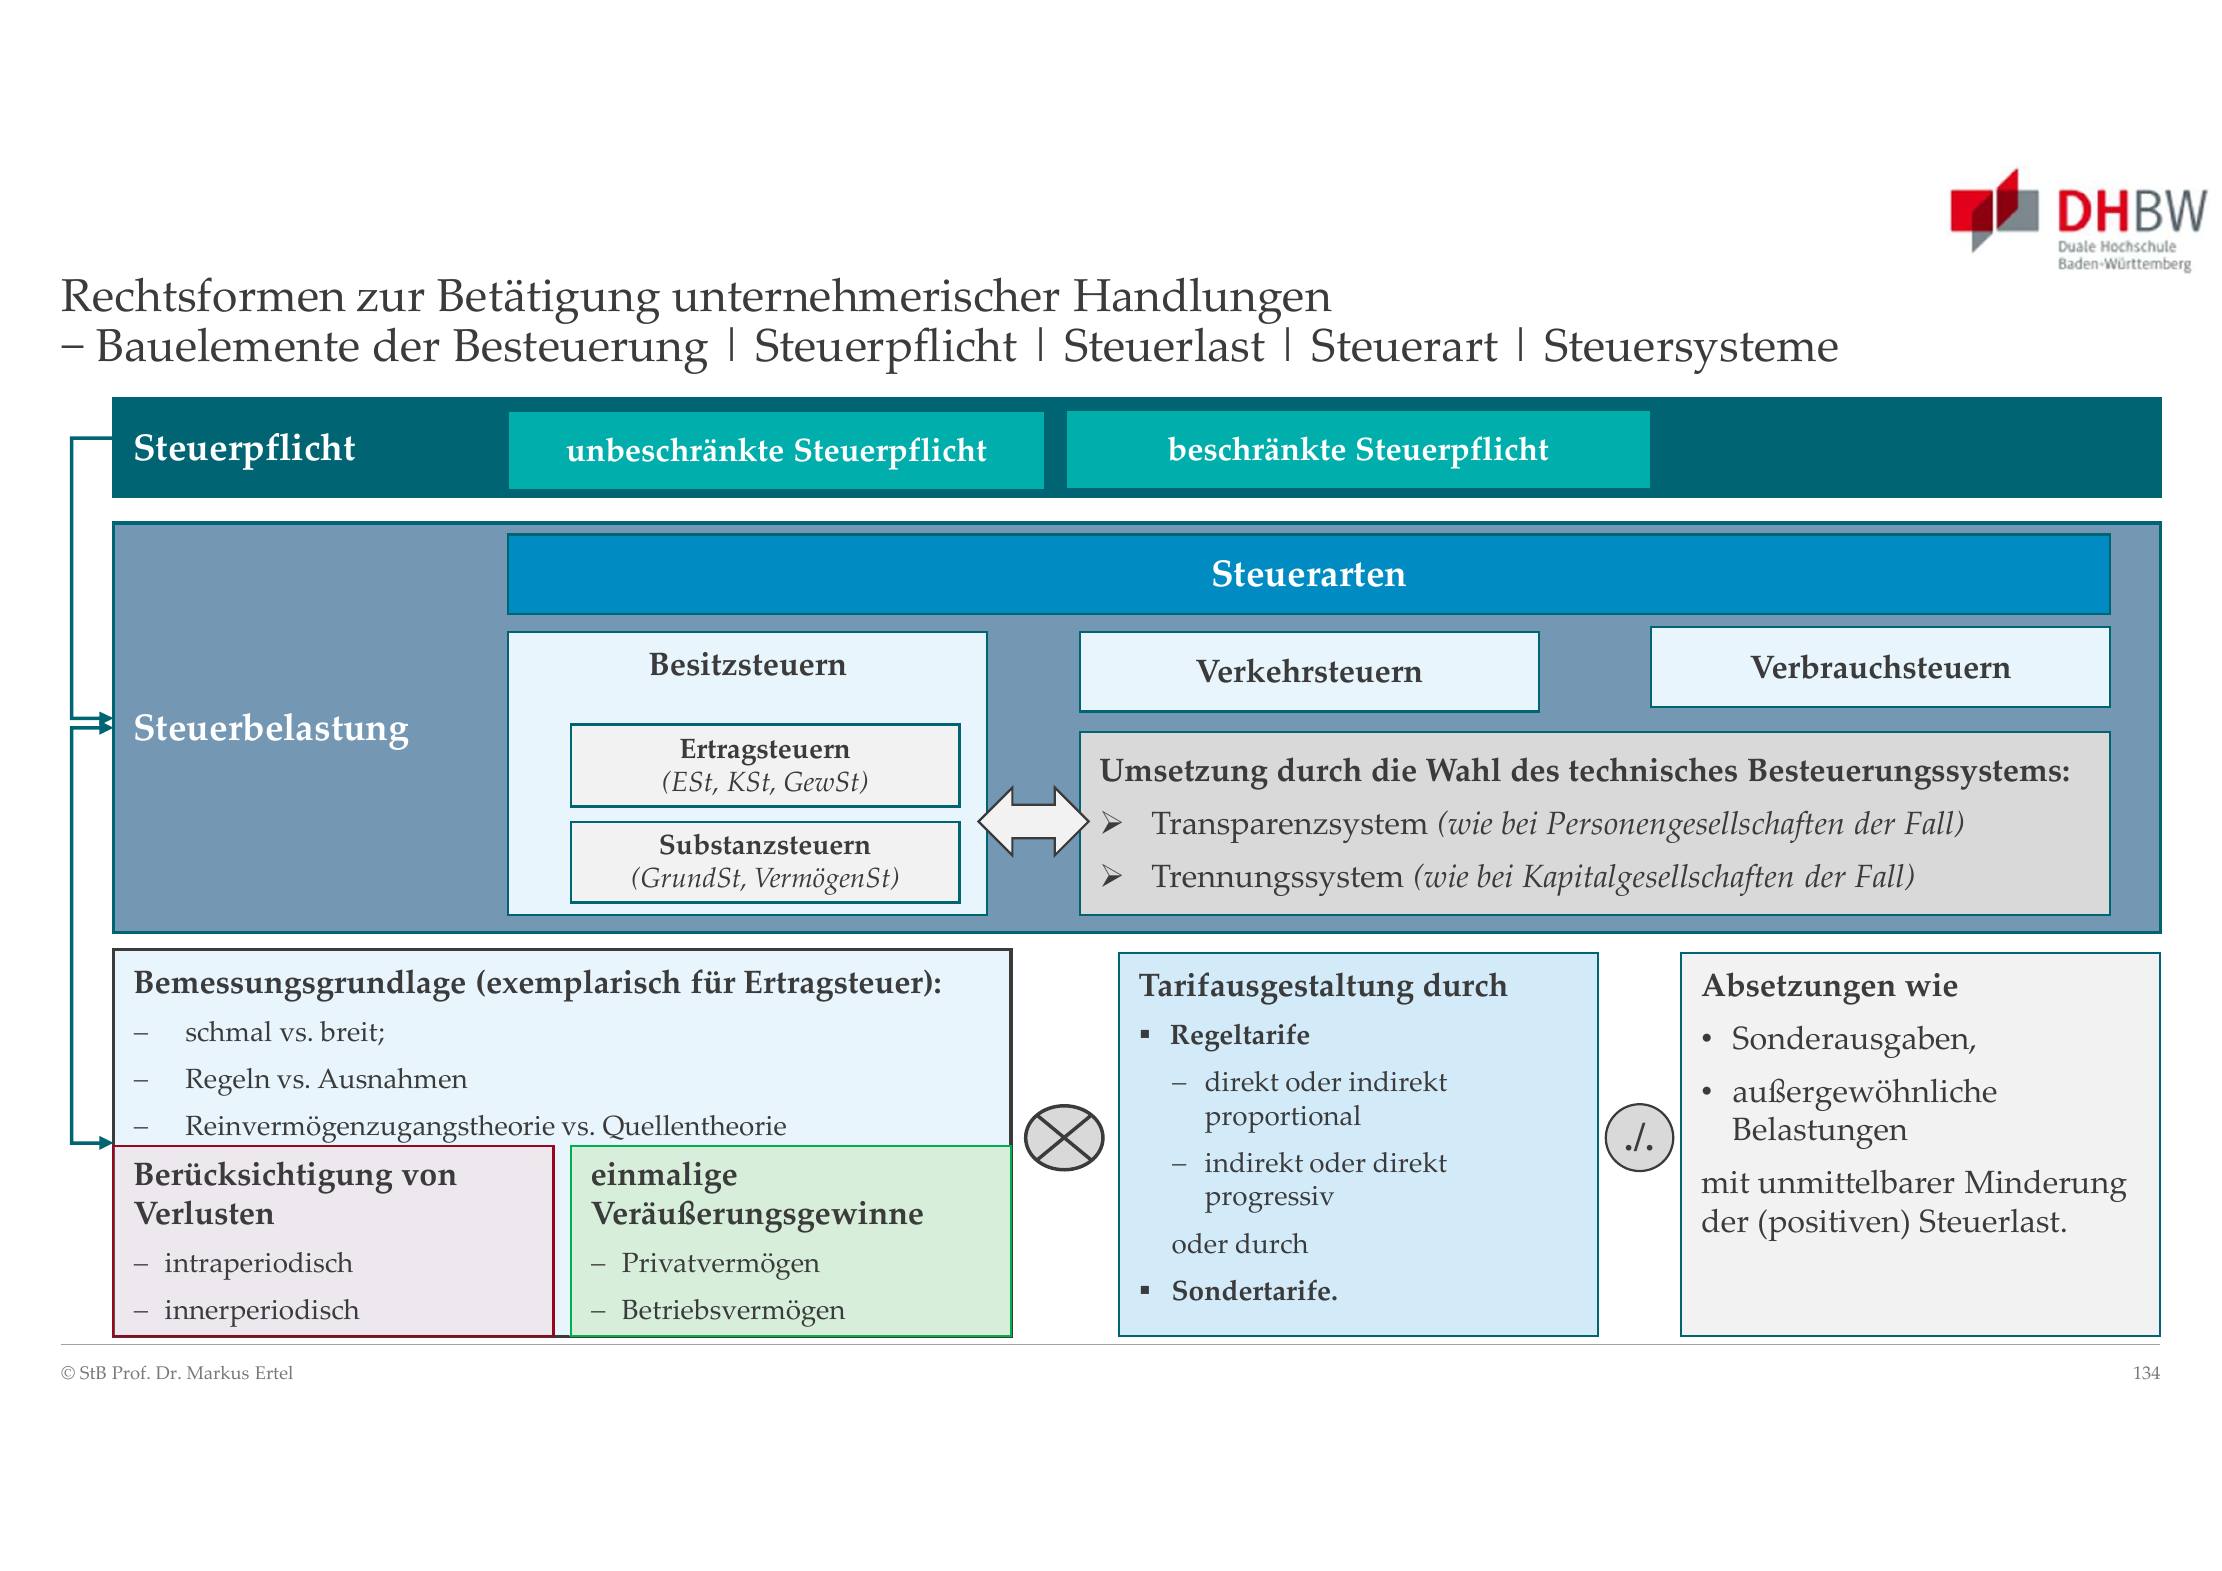 DHBW
Duale Hochschule
Baden-Württemberg
Rechtsformen zur Betätigung unternehmerischer Handlungen
– Bauelemente der Besteuerung | Steuerpflicht | Steuerlast | Steuerart | Steuersysteme
Steuerpflicht
unbeschränkte Steuerpflicht
beschränkte Steuerpflicht
Steuerbelastung
Steuerarten
Besitzsteuern
Ertragsteuern
(ESt, KSt, GewSt)
Substanzsteuern
(GrundSt, VermögenSt)
Verkehrsteuern
Verbrauchsteuern
Umsetzung durch die Wahl des technisches Besteuerungssystems:
➢ Transparenzsystem (wie bei Personengesellschaften der Fall)
➢ Trennungssystem (wie bei Kapitalgesellschaften der Fall)
Bemessungsgrundlage (exemplarisch für Ertragsteuer):
– schmal vs. breit;
– Regeln vs. Ausnahmen
– Reinvermögenzugangstheorie vs. Quellentheorie
Berücksichtigung von
Verlusten
– intraperiodisch
– innerperiodisch
einmalige
Veräußerungsgewinne
– Privatvermögen
– Betriebsvermögen
Tarifausgestaltung durch
▪ Regeltarife
– direkt oder indirekt
proportional
– indirekt oder direkt
progressiv
oder durch
▪ Sondertarife.
./.
Absetzungen wie
• Sonderausgaben,
• außergewöhnliche
Belastungen
mit unmittelbarer Minderung
der (positiven) Steuerlast.
© StB Prof. Dr. Markus Ertel
134